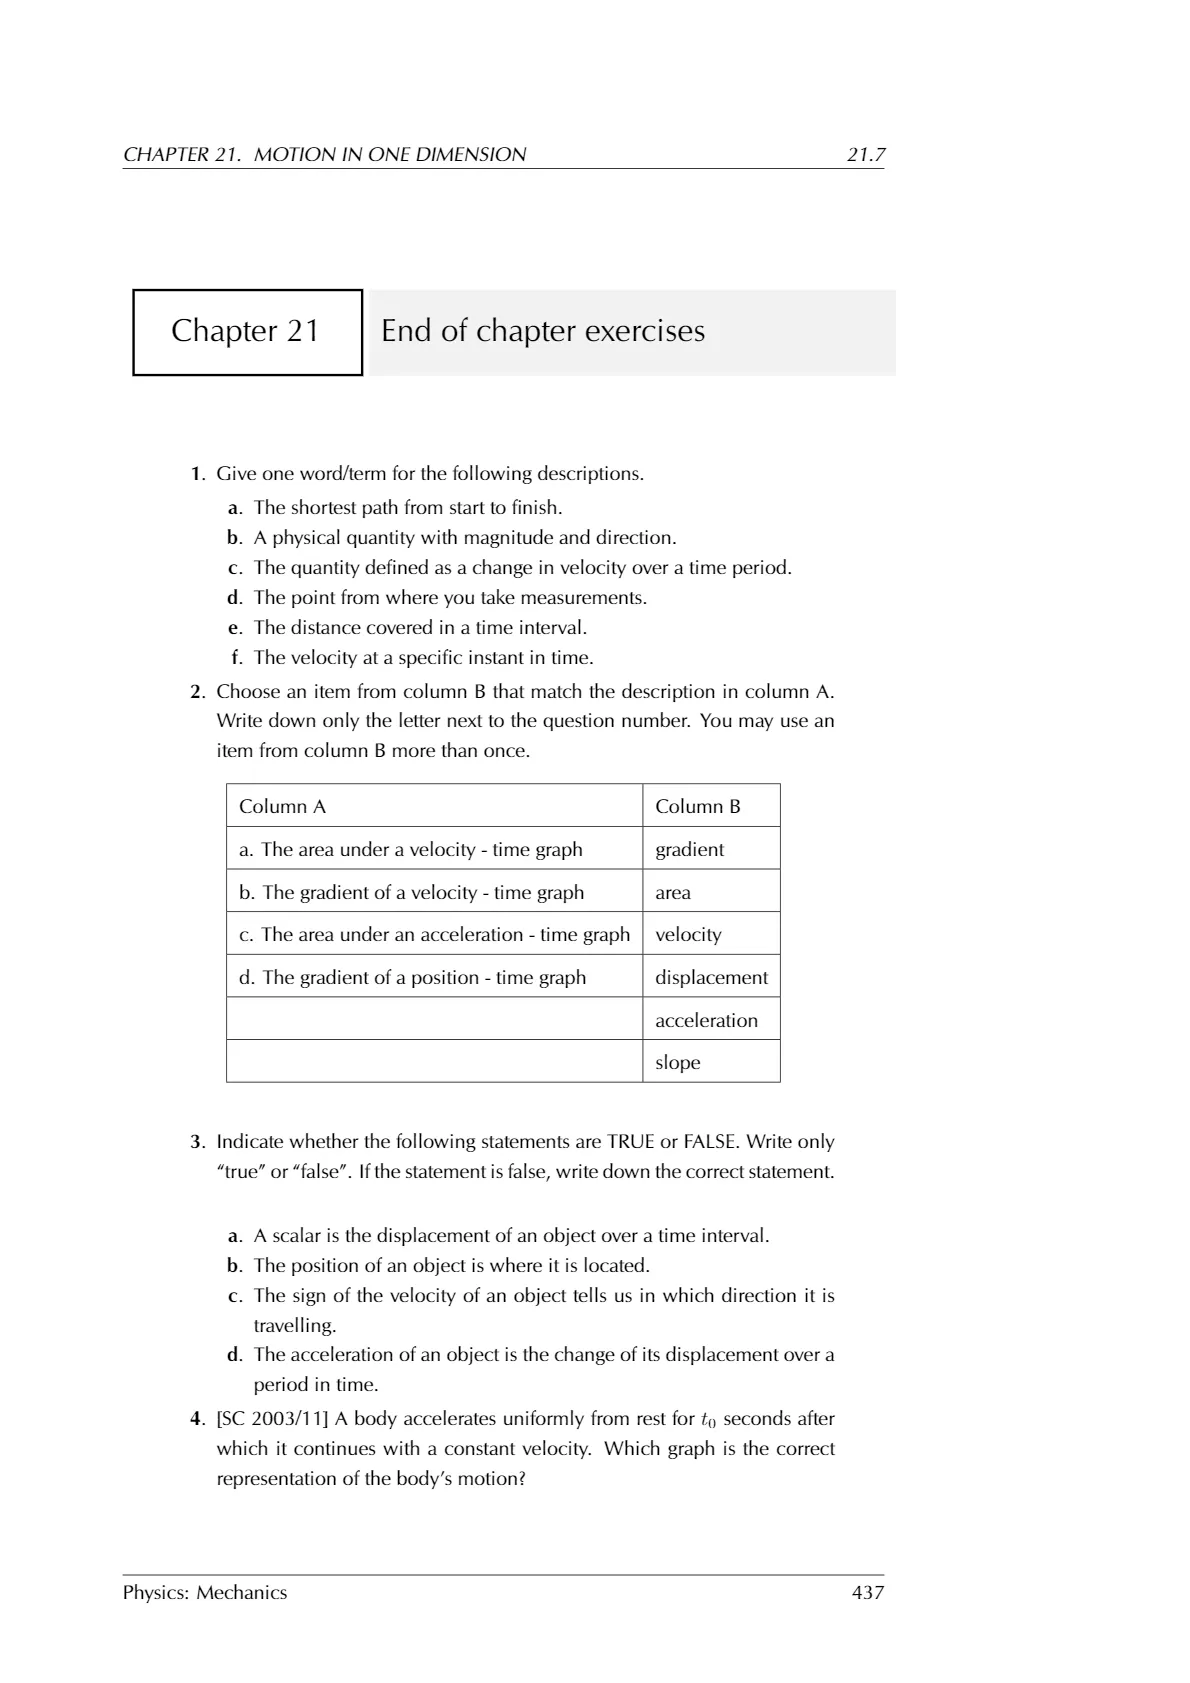 CHAPTER 21. MOTION IN ONE DIMENSION 21.7
Chapter 21 End of chapter exercises
1. Give one word/term for the following descriptions.
a. The shortest path from start to finish.
b. A physical quantity with magnitude and direction.
c. The quantity defined as a change in velocity over a time period.
d. The point from where you take measurements.
e. The distance covered in a time interval.
f. The velocity at a specific instant in time.
2. Choose an item from column B that match the description in column A.
Write down only the letter next to the question number. You may use an
item from column B more than once.
Column A Column B
a. The area under a velocity - time graph gradient
b. The gradient of a velocity - time graph area
c. The area under an acceleration - time graph velocity
d. The gradient of a position - time graph displacement
acceleration
slope
3. Indicate whether the following statements are TRUE or FALSE. Write only
“true” or “false”. If the statement is false, write down the correct statement.
a. A scalar is the displacement of an object over a time interval.
b. The position of an object is where it is located.
c. The sign of the velocity of an object tells us in which direction it is
travelling.
d. The acceleration of an object is the change of its displacement over a
period in time.
4. [SC 2003/11] A body accelerates uniformly from rest for t₀ seconds after
which it continues with a constant velocity. Which graph is the correct
representation of the body’s motion?
Physics: Mechanics 437